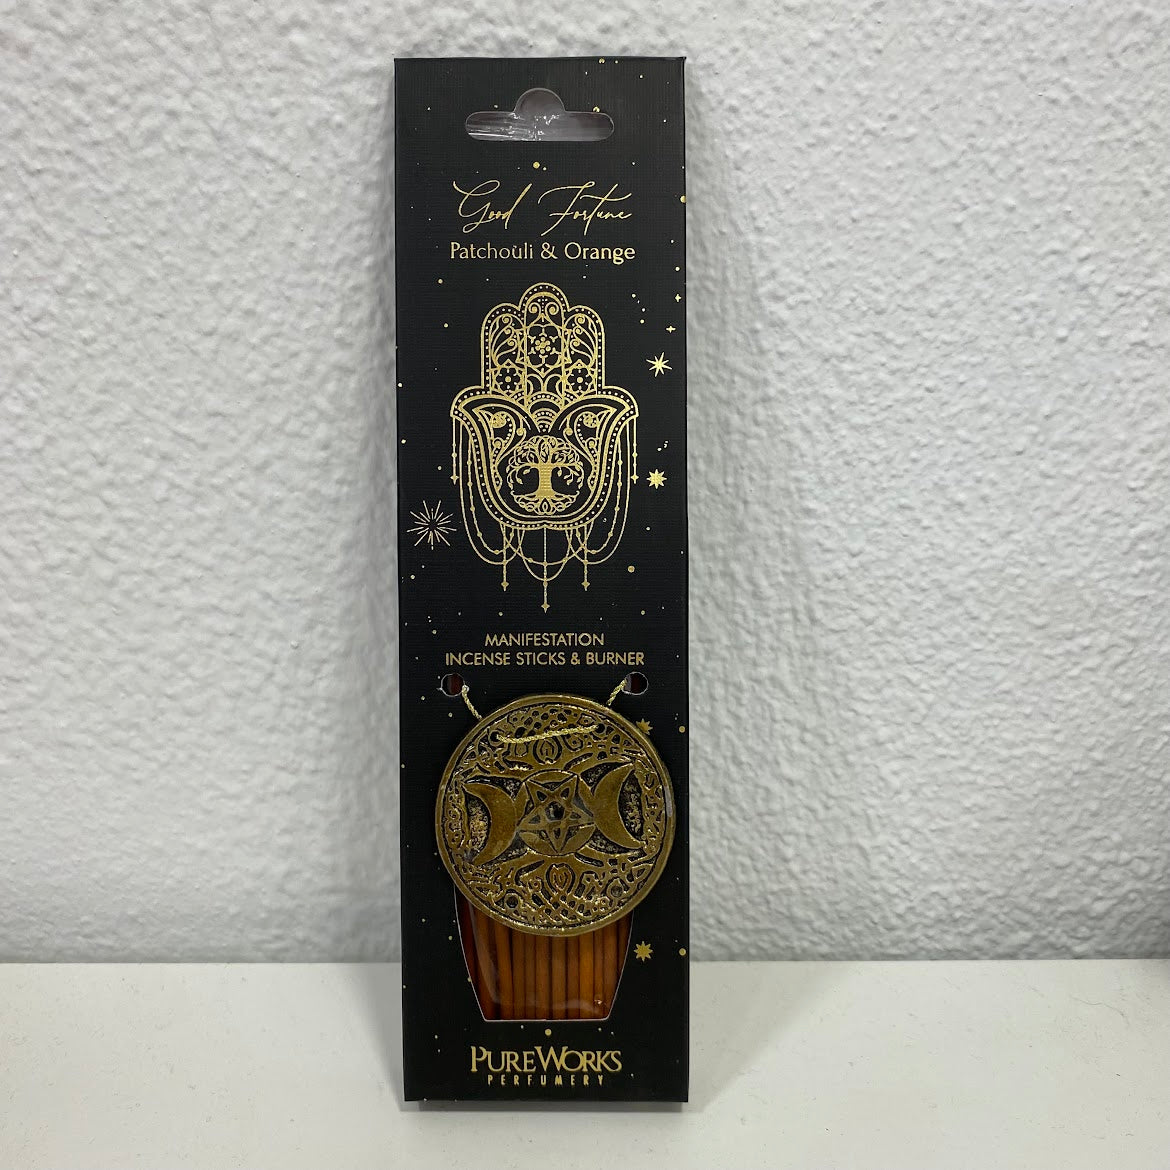 Good Fortune
Patchouli & Orange
MANIFESTATION
INCENSE STICKS & BURNER
PUREWORKS
PERFUMERY